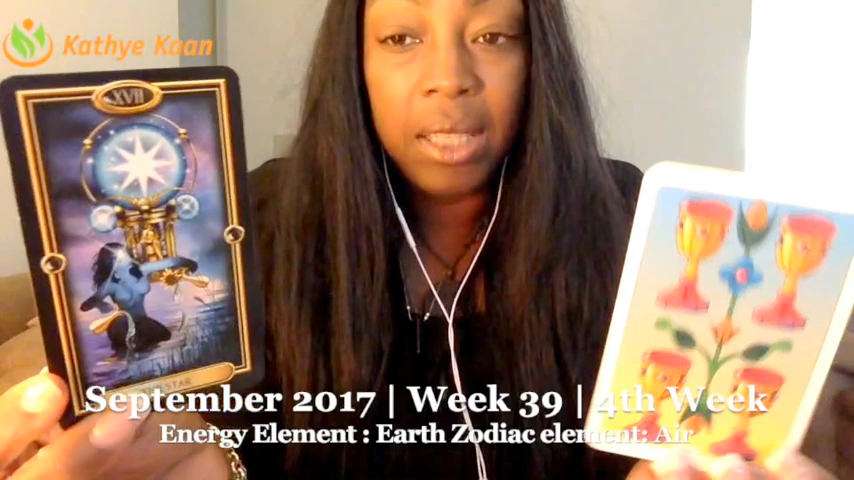 Kathye Kaan
XVII
STAR
September 2017 | Week 39 | 4th Week
Energy Element : Earth Zodiac element: Air